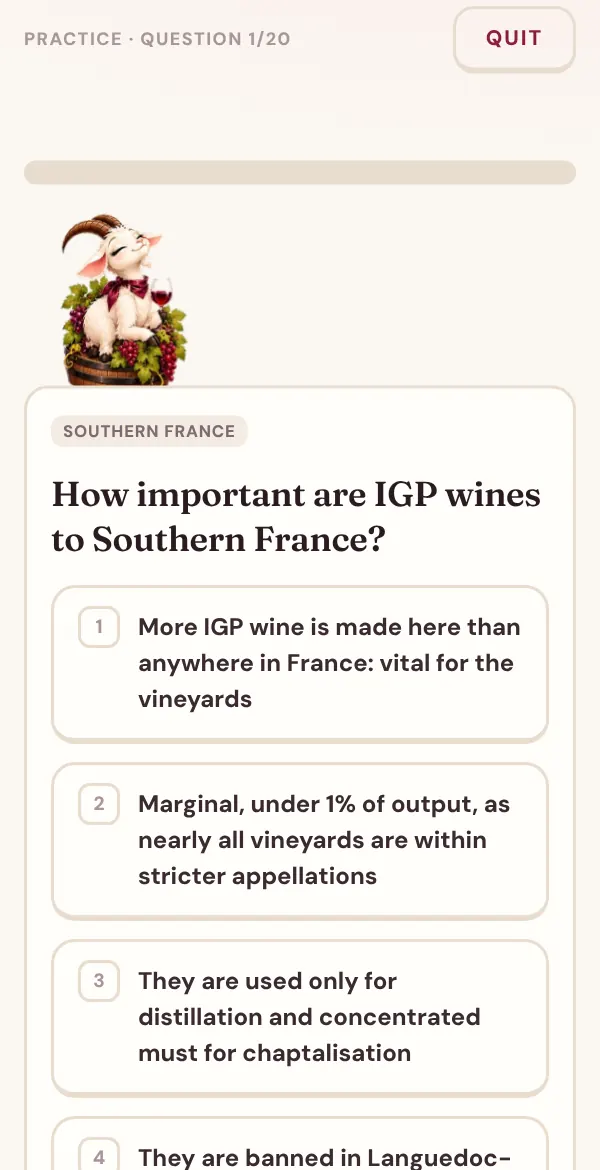 PRACTICE · QUESTION 1/20
QUIT
SOUTHERN FRANCE
How important are IGP wines
to Southern France?
1
More IGP wine is made here than
anywhere in France: vital for the
vineyards
2
Marginal, under 1% of output, as
nearly all vineyards are within
stricter appellations
3
They are used only for
distillation and concentrated
must for chaptalisation
4
They are banned in Languedoc-